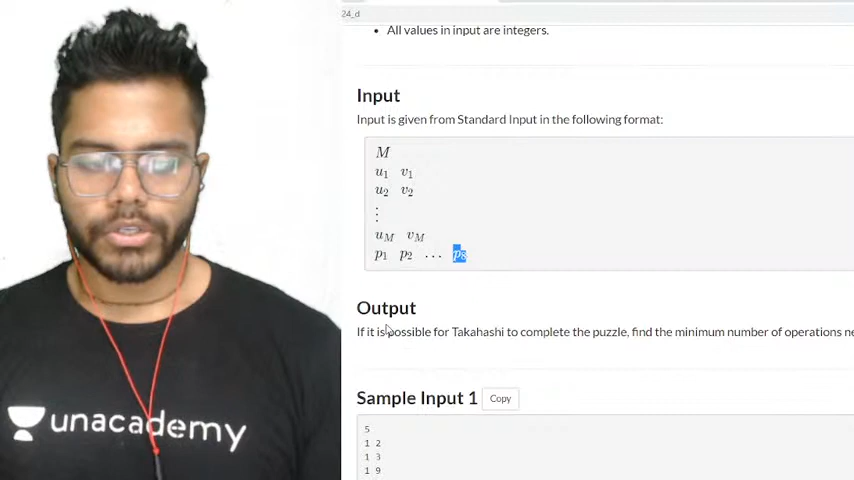 24_d
All values in input are integers.
Input
Input is given from Standard Input in the following format:
M
u1 v1
u2 v2
⋮
uM vM
p1 p2 … p8
Output
If it is possible for Takahashi to complete the puzzle, find the minimum number of operations ne
Sample Input 1 Copy
5
1 2
1 3
1 9
unacademy